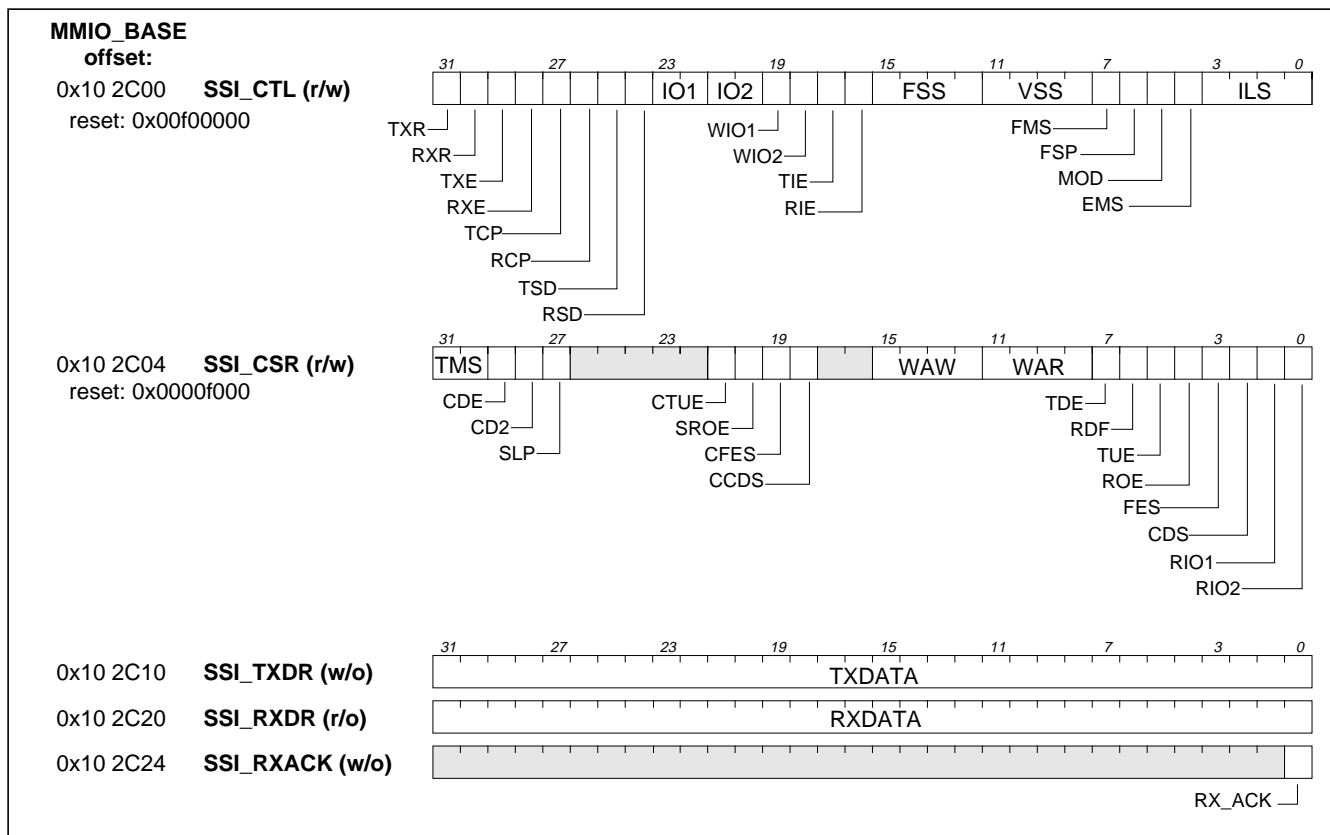 MMIO_BASE
offset:
31 27 23 19 15 11 7 3 0
0x10 2C00 SSI_CTL (r/w) IO1 IO2 FSS VSS ILS
reset: 0x00f00000
TXR WIO1 FMS
RXR WIO2 FSP
TXE TIE MOD
RXE RIE EMS
TCP
RCP
TSD
RSD
31 27 23 19 15 11 7 3 0
0x10 2C04 SSI_CSR (r/w) TMS WAW WAR
reset: 0x0000f000
CDE CTUE TDE
CD2 SROE RDF
SLP CFES TUE
CCDS ROE
FES
CDS
RIO1
RIO2
31 27 23 19 15 11 7 3 0
0x10 2C10 SSI_TXDR (w/o) TXDATA
0x10 2C20 SSI_RXDR (r/o) RXDATA
0x10 2C24 SSI_RXACK (w/o)
RX_ACK